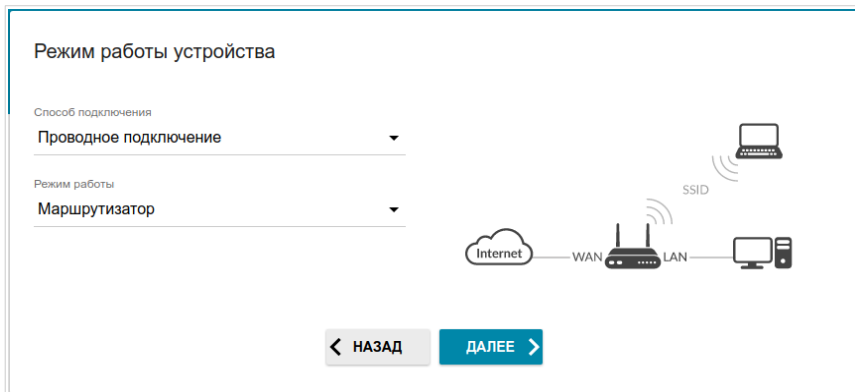 Режим работы устройства
Способ подключения
Проводное подключение
Режим работы
Маршрутизатор
SSID
Internet
WAN
LAN
НАЗАД
ДАЛЕЕ